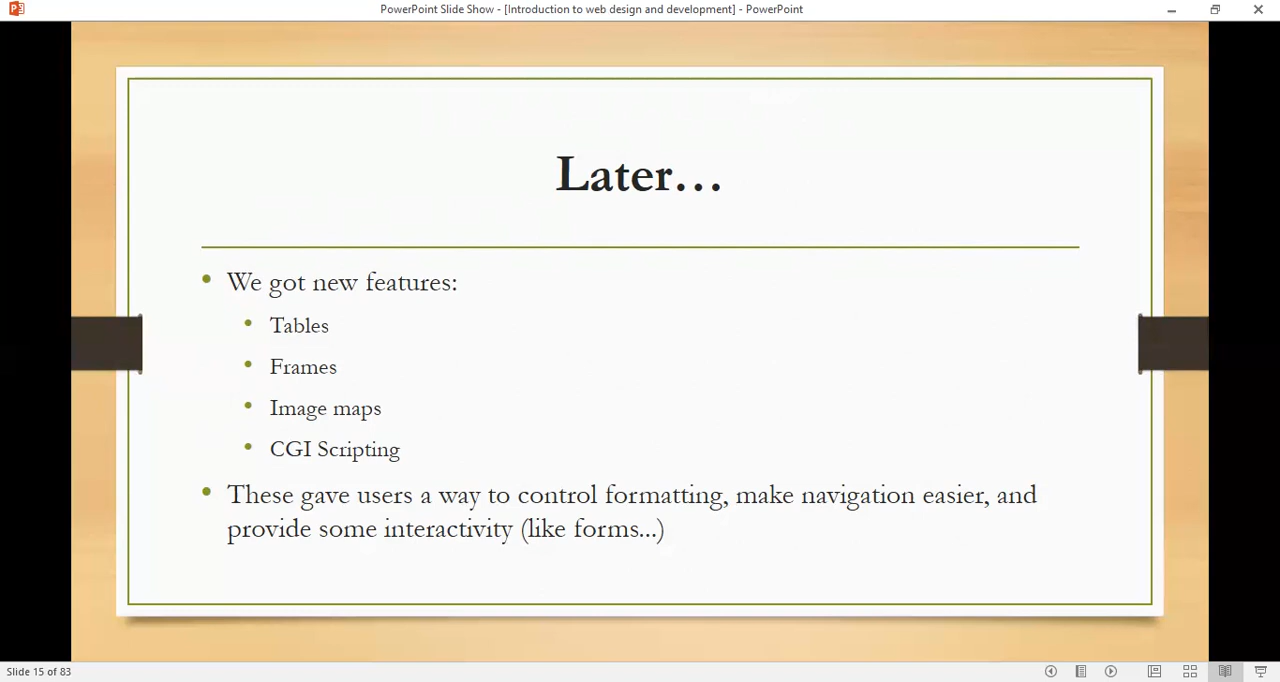 PowerPoint Slide Show - [Introduction to web design and development] - PowerPoint
Later…
• We got new features:
• Tables
• Frames
• Image maps
• CGI Scripting
• These gave users a way to control formatting, make navigation easier, and
provide some interactivity (like forms...)
Slide 15 of 83